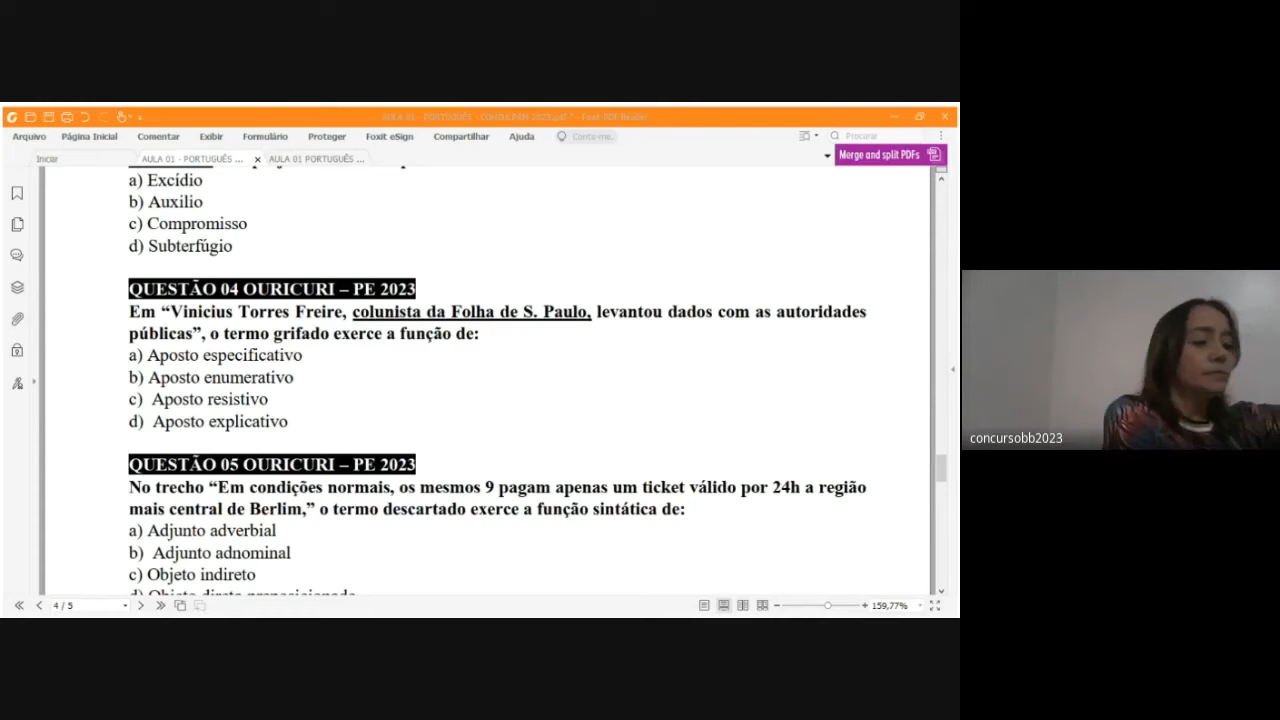 Arquivo Página Inicial Comentar Exibir Formulário Proteger Foxit eSign Compartilhar Ajuda Procurar
Iniciar AULA 01 - PORTUGUÊS ... AULA 01 PORTUGUÊS ... Merge and split PDFs
a) Excídio
b) Auxilio
c) Compromisso
d) Subterfúgio
QUESTÃO 04 OURICURI – PE 2023
Em “Vinicius Torres Freire, colunista da Folha de S. Paulo, levantou dados com as autoridades
públicas”, o termo grifado exerce a função de:
a) Aposto especificativo
b) Aposto enumerativo
c) Aposto resistivo
d) Aposto explicativo
QUESTÃO 05 OURICURI – PE 2023
No trecho “Em condições normais, os mesmos 9 pagam apenas um ticket válido por 24h a região
mais central de Berlim,” o termo descartado exerce a função sintática de:
a) Adjunto adverbial
b) Adjunto adnominal
c) Objeto indireto
d) Objeto direto preposicionado
4 / 5 159,77%
concursobb2023